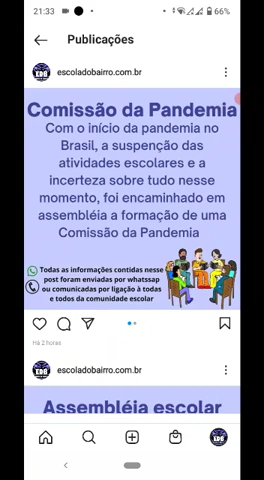 21:33
66%
Publicações
escoladobairro.com.br
Comissão da Pandemia
Com o início da pandemia no
Brasil, a suspenção das
atividades escolares e a
incerteza sobre tudo nesse
momento, foi encaminhado em
assembléia a formação de uma
Comissão da Pandemia
Todas as informações contidas nesse
post foram enviadas por whatssap
ou comunicadas por ligação à todas
e todos da comunidade escolar
Há 2 horas
EDB
escoladobairro.com.br
Assembléia escolar